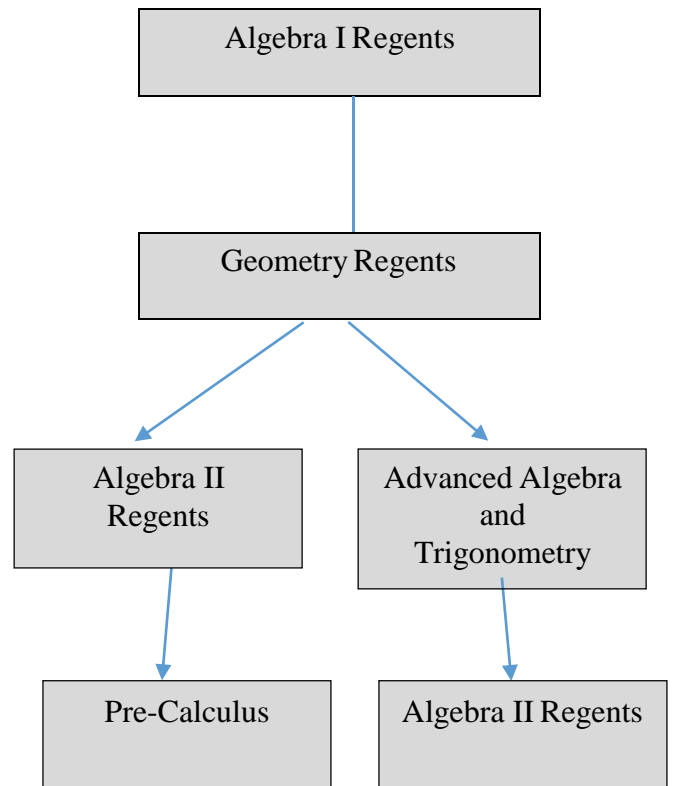 Algebra I Regents
Geometry Regents
Algebra II
Regents
Advanced Algebra
and
Trigonometry
Pre-Calculus
Algebra II Regents